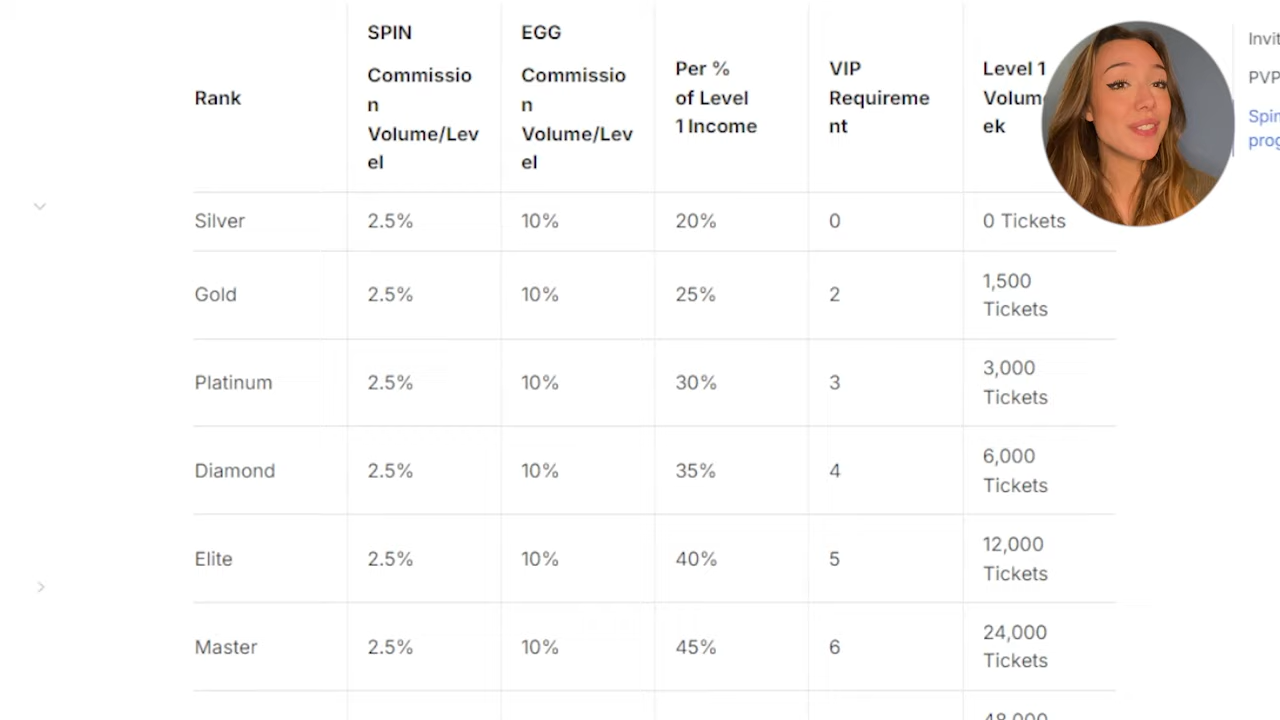 SPIN
Commissio
n
Volume/Lev
el
EGG
Commissio
n
Volume/Lev
el
Rank
Per %
of Level
1 Income
VIP
Requireme
nt
Level 1
Volum
ek
Invit
PVP
Spin
prog
Silver
2.5%
10%
20%
0
0 Tickets
Gold
2.5%
10%
25%
2
1,500
Tickets
Platinum
2.5%
10%
30%
3
3,000
Tickets
Diamond
2.5%
10%
35%
4
6,000
Tickets
Elite
2.5%
10%
40%
5
12,000
Tickets
Master
2.5%
10%
45%
6
24,000
Tickets
48,000